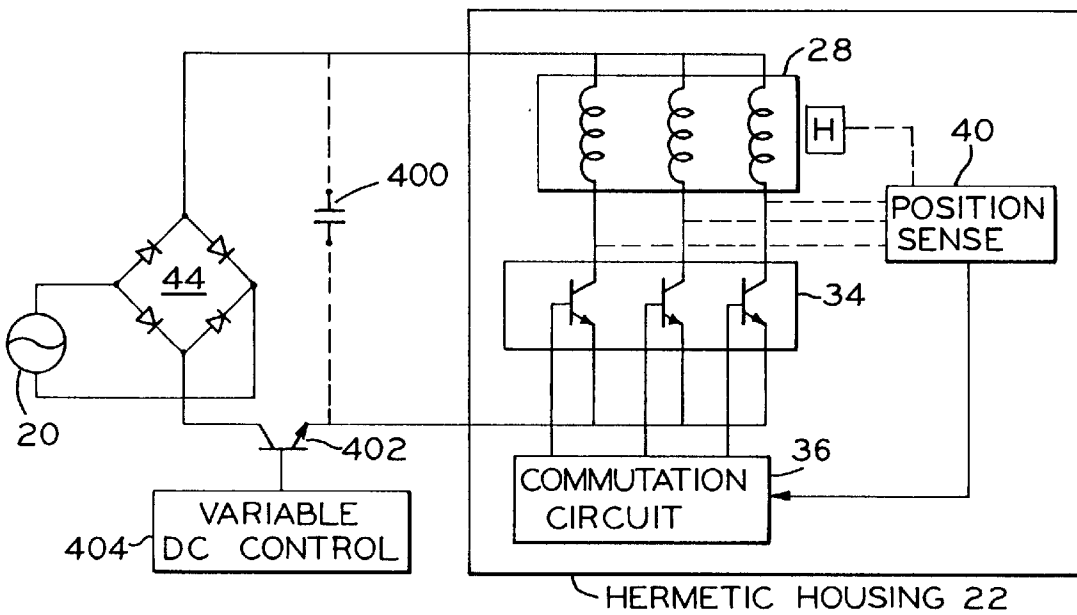 28
H
40
POSITION
SENSE
400
44
34
20
402
36
COMMUTATION
CIRCUIT
VARIABLE
DC CONTROL
404
HERMETIC HOUSING 22